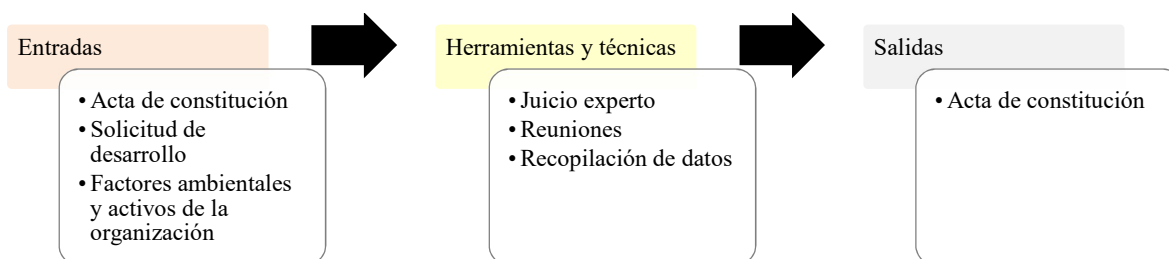 Entradas
• Acta de constitución
• Solicitud de
desarrollo
• Factores ambientales
y activos de la
organización
Herramientas y técnicas
• Juicio experto
• Reuniones
• Recopilación de datos
Salidas
• Acta de constitución